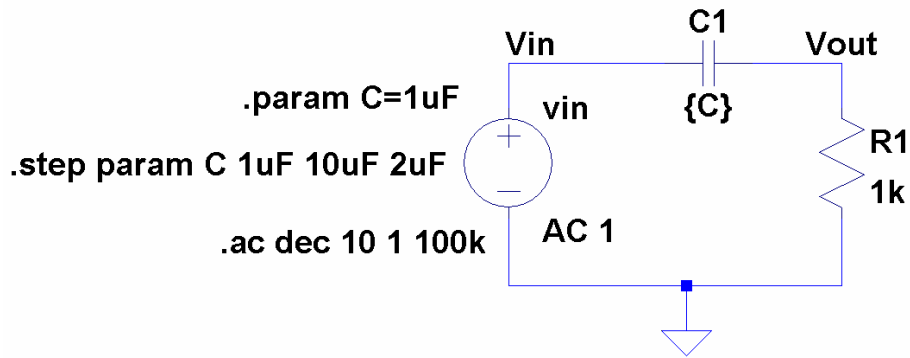 C1
Vin
Vout
.param C=1uF
vin
{C}
R1
.step param C 1uF 10uF 2uF
1k
.ac dec 10 1 100k
AC 1